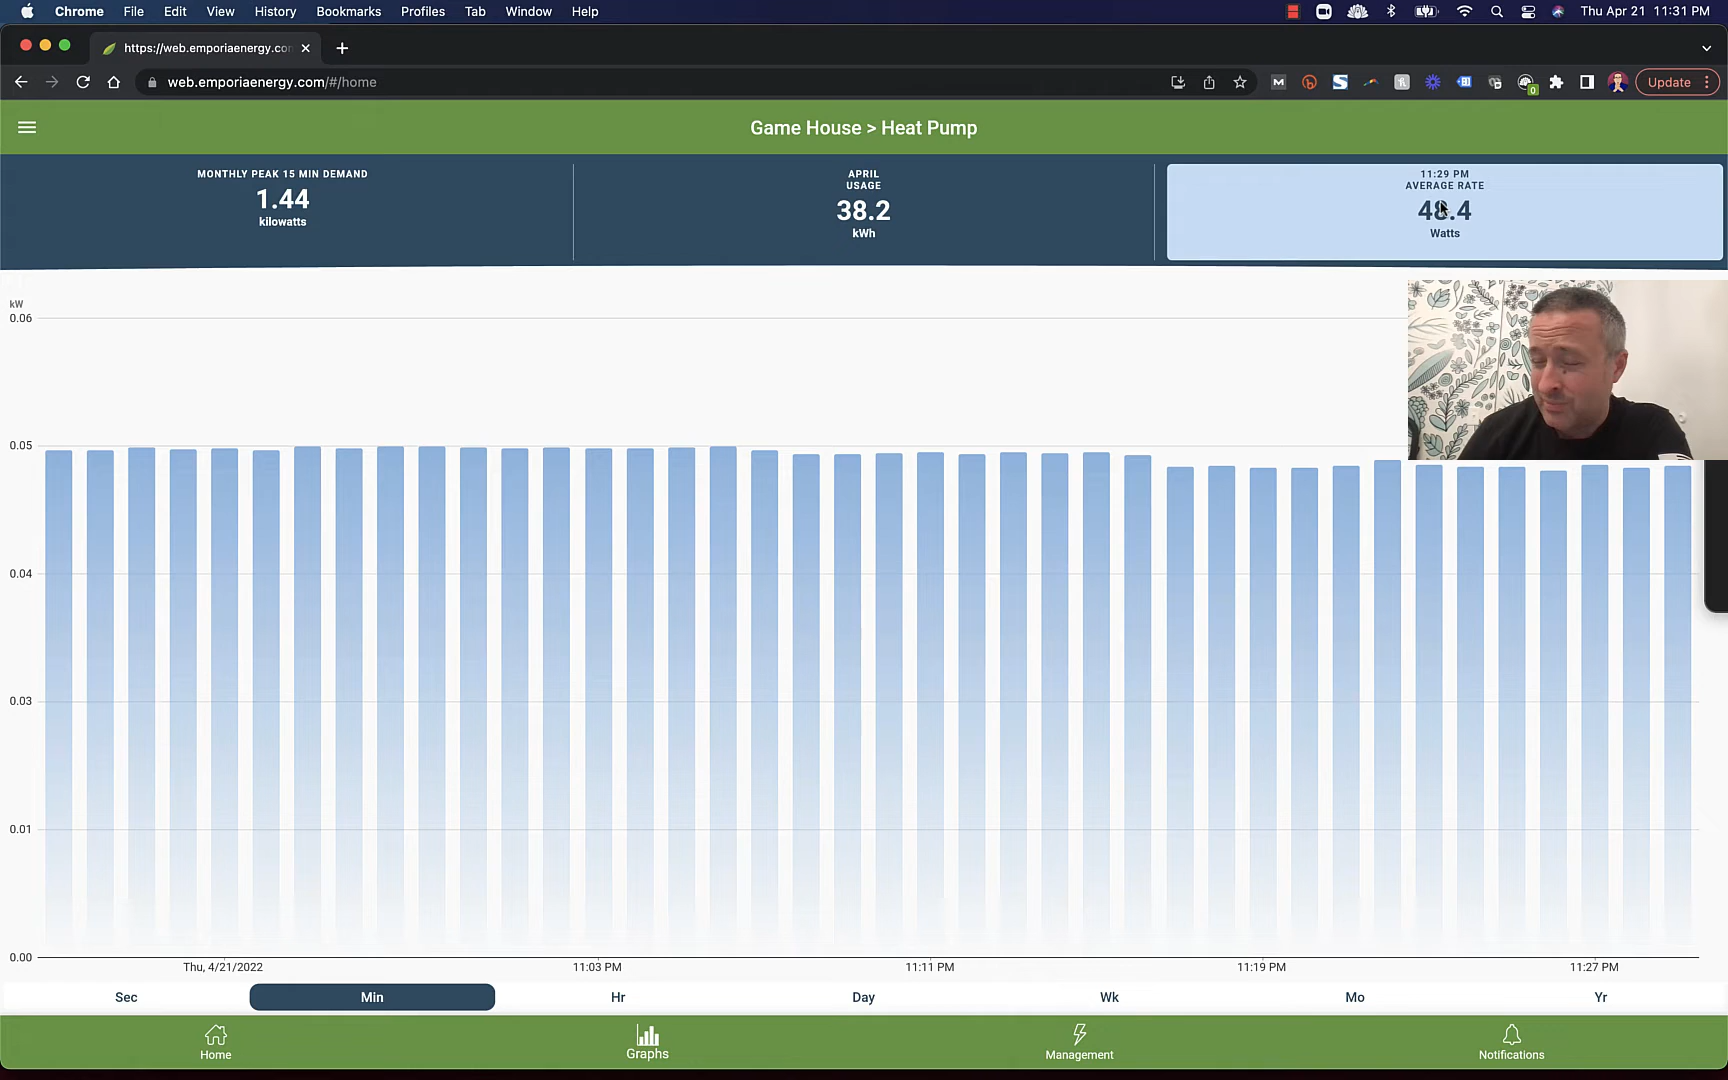 Chrome File Edit View History Bookmarks Profiles Tab Window Help Thu Apr 21 11:31 PM
https://web.emporiaenergy.co
web.emporiaenergy.com/#/home
0
Update
Game House > Heat Pump
MONTHLY PEAK 15 MIN DEMAND
1.44
kilowatts
APRIL
USAGE
38.2
kWh
11:29 PM
AVERAGE RATE
48.4
Watts
kW
0.06
0.05
0.04
0.03
0.01
0.00
Thu, 4/21/2022 11:03 PM 11:11 PM 11:19 PM 11:27 PM
Sec Min Hr Day Wk Mo Yr
Home Graphs Management Notifications